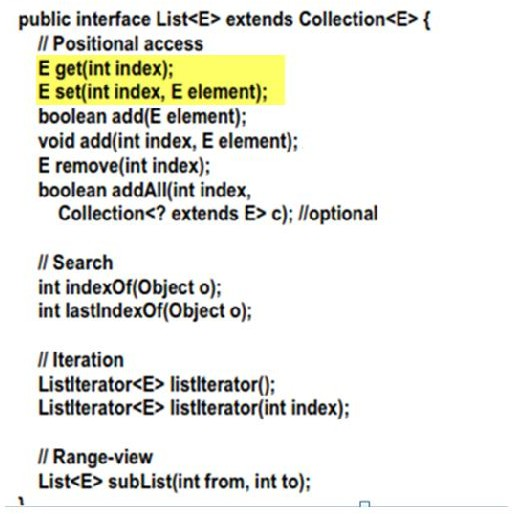 public interface List<E> extends Collection<E> {
// Positional access
E get(int index);
E set(int index, E element);
boolean add(E element);
void add(int index, E element);
E remove(int index);
boolean addAll(int index,
Collection<? extends E> c); //optional
// Search
int indexOf(Object o);
int lastIndexOf(Object o);
// Iteration
ListIterator<E> listIterator();
ListIterator<E> listIterator(int index);
// Range-view
List<E> subList(int from, int to);
}